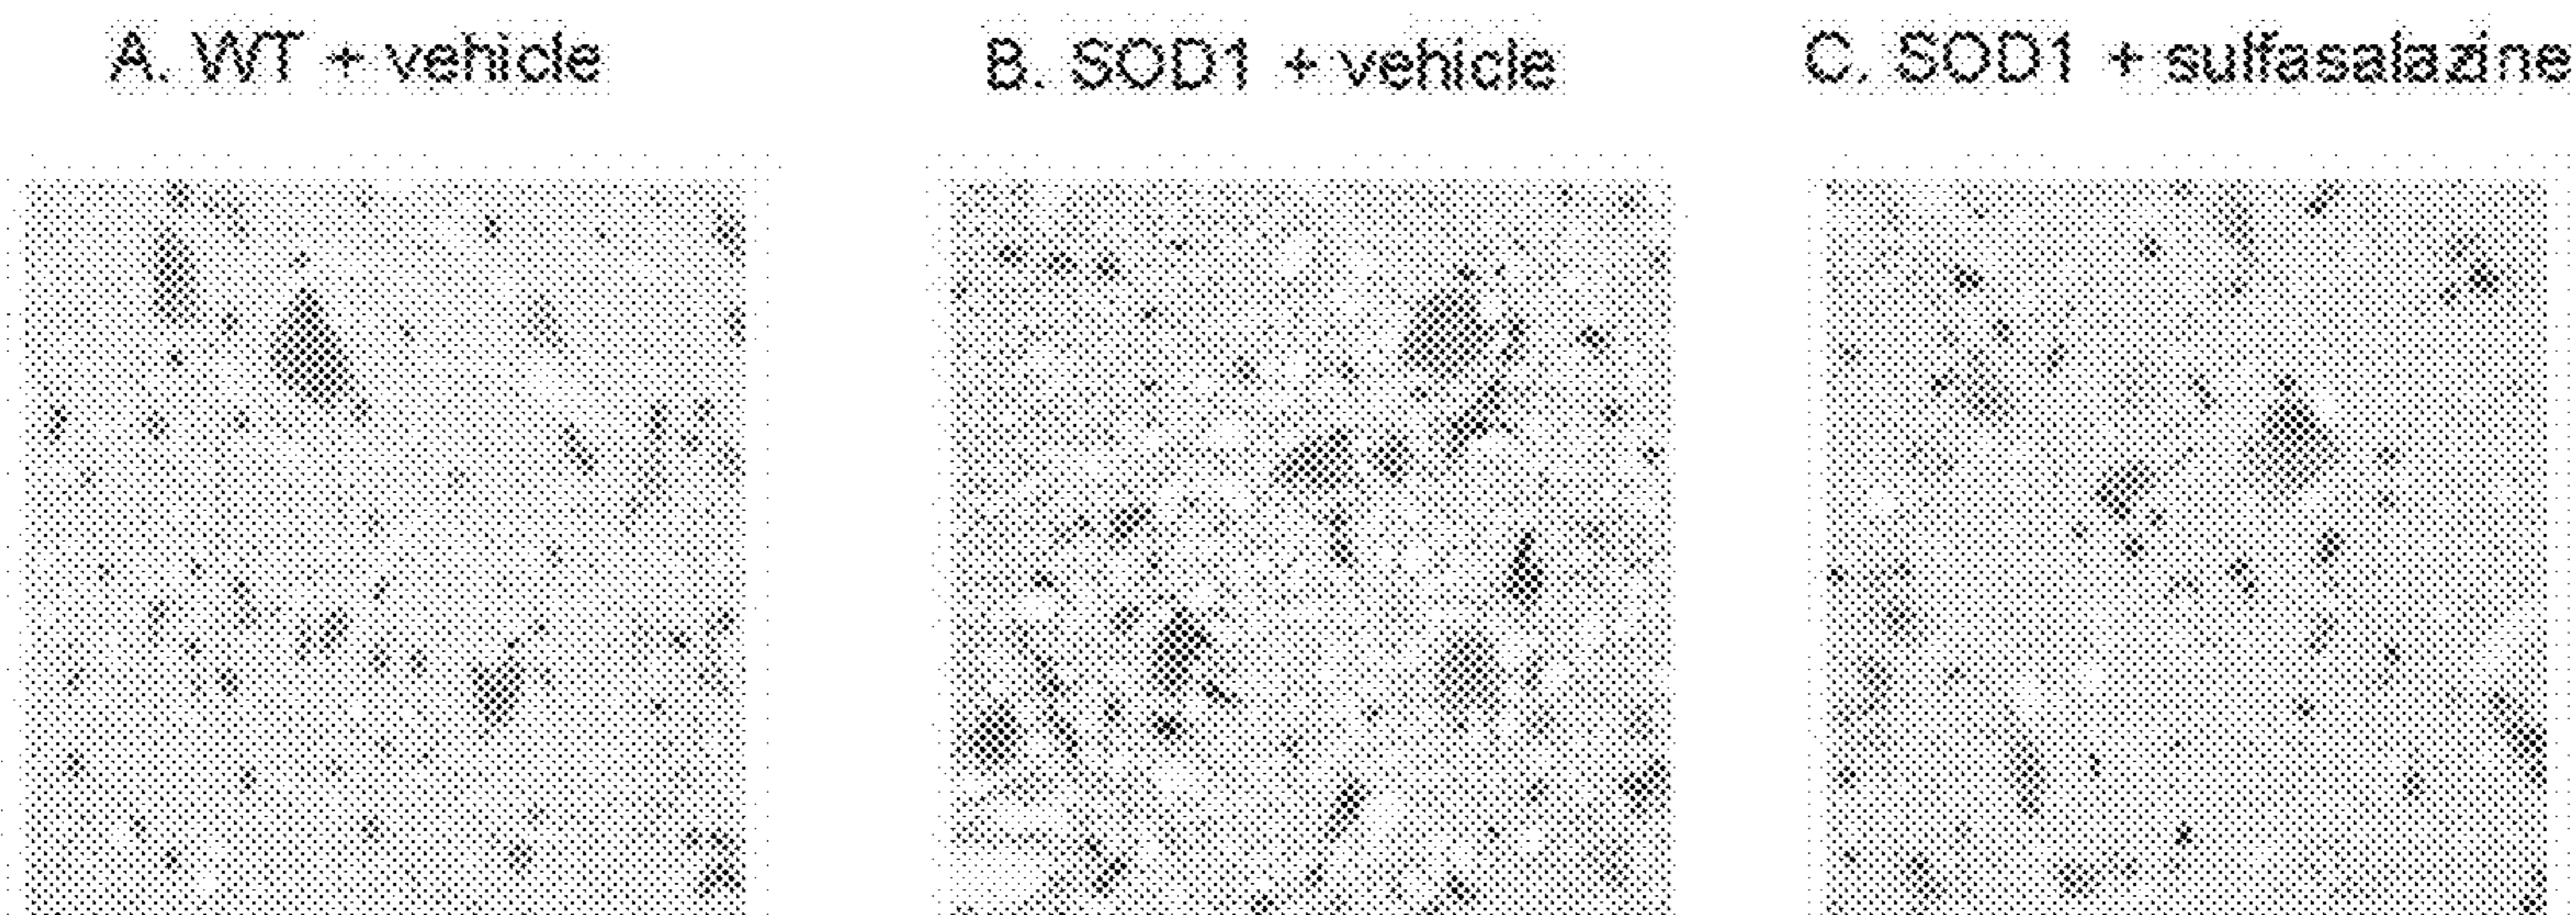 A. WT + vehicle
B. SOD1 + vehicle
C. SOD1 + sulfasalazine